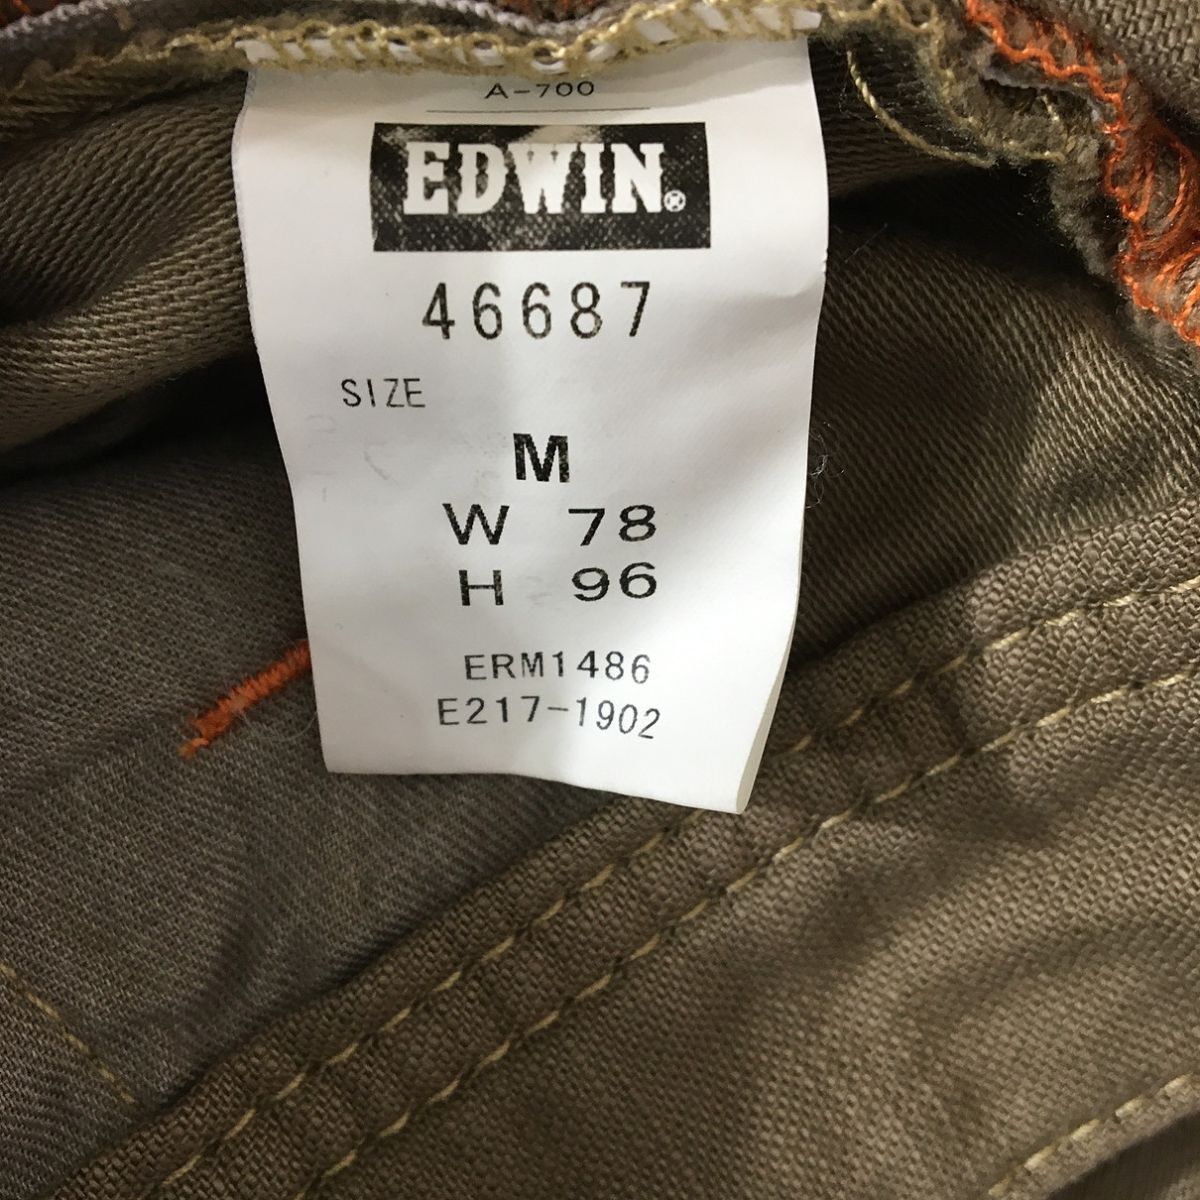 A-700
EDWIN®
46687
SIZE
M
W 78
H 96
ERM1486
E217-1902